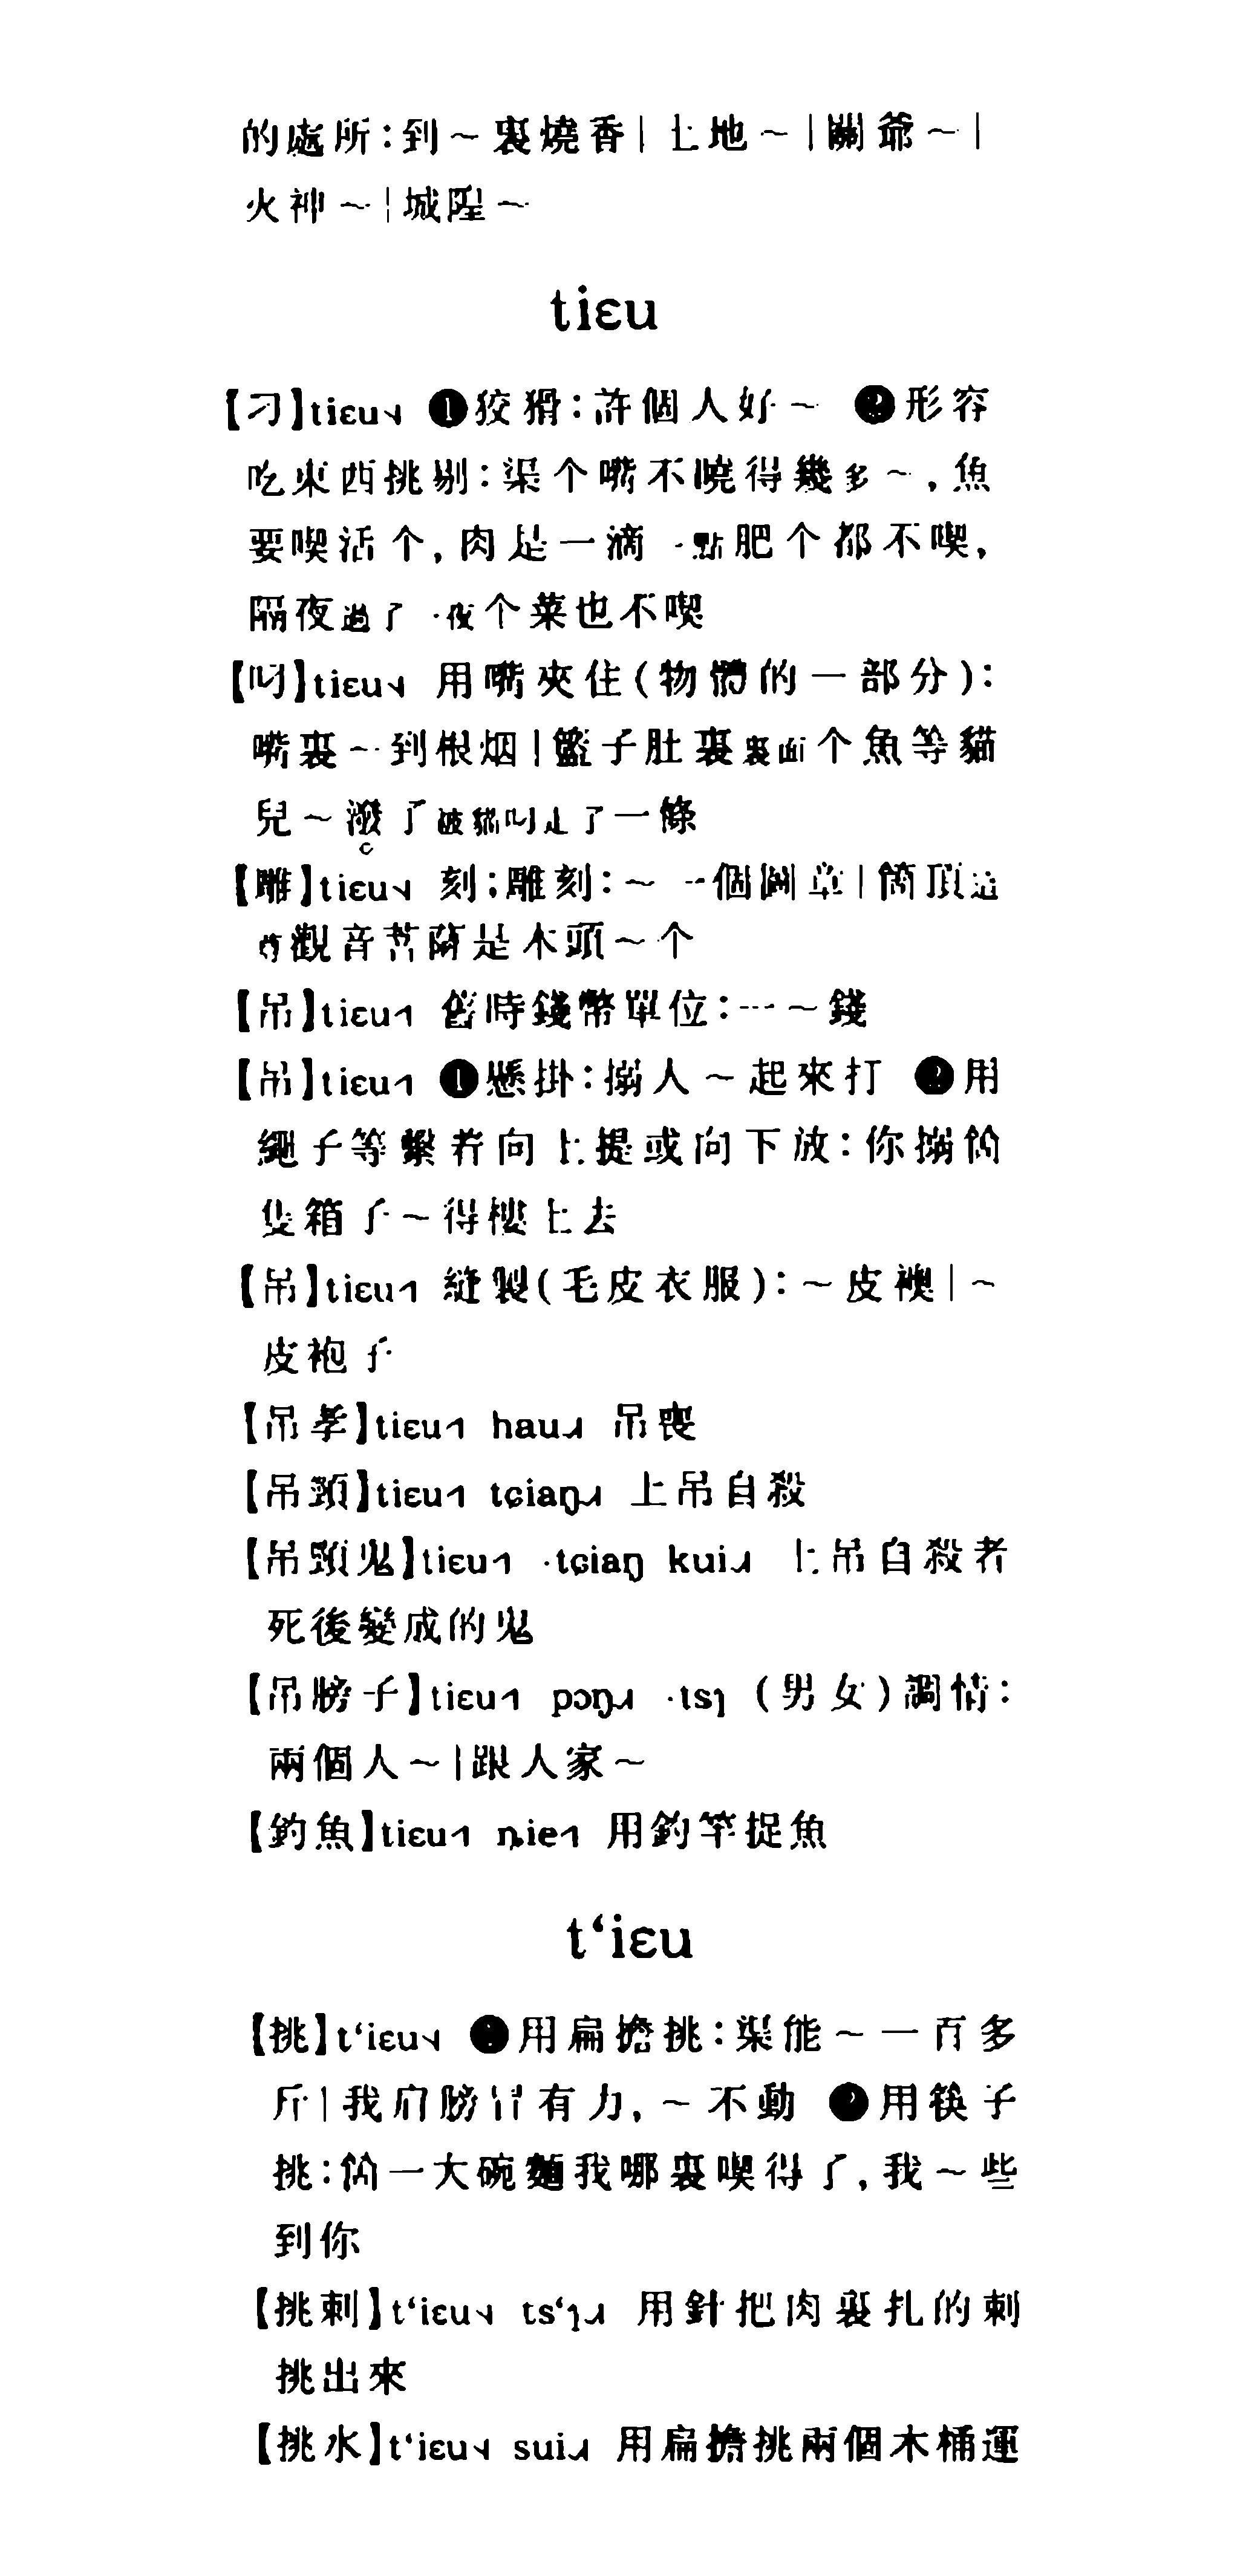 的處所:到～裏燒香|土地～|關爺～|
火神～|城隍～
tiɛu
【刁】tiɛu˧˩ ❶狡猾:許個人好～ ❷形容
吃東西挑剔:渠个嘴不曉得幾多～,魚
要喫活个,肉是一滴一點肥个都不喫,
隔夜過了一夜个菜也不喫
【叼】tiɛu˧˩ 用嘴夾住(物體的一部分):
嘴裏～到根烟|籃子肚裏裏面个魚等貓
兒～潑了被貓叼走了一條
【雕】tiɛu˧˩ 刻;雕刻:～一個圖章|箇頂這
尊觀音菩薩是木頭～个
【吊】tiɛu˦ 舊時錢幣單位:一～錢
【吊】tiɛu˦ ❶懸掛:搦人～起來打 ❷用
繩子等繫着向上提或向下放:你搦箇
隻箱子～得樓上去
【吊】tiɛu˦ 縫製(毛皮衣服):～皮襖|～
皮袍子
【吊孝】tiɛu˦ hau˩ 吊喪
【吊頸】tiɛu˦ tɕiaŋ˩ 上吊自殺
【吊頸鬼】tiɛu˦ ·tɕiaŋ kui˩ 上吊自殺者
死後變成的鬼
【吊膀子】tiɛu˦ pɔŋ˩ ·tsɿ (男女)調情:
兩個人～|跟人家～
【釣魚】tiɛu˦ ȵie˦ 用釣竿捉魚
t‘iɛu
【挑】t‘iɛu˧˩ ❶用扁擔挑:渠能～一百多
斤|我肩膀冇有力,～不動 ❷用筷子
挑:箇一大碗麵我哪裏喫得了,我～些
到你
【挑刺】t‘iɛu˧˩ ts‘ɿ˩ 用針把肉裏扎的刺
挑出來
【挑水】t‘iɛu˧˩ sui˩ 用扁擔挑兩個木桶運